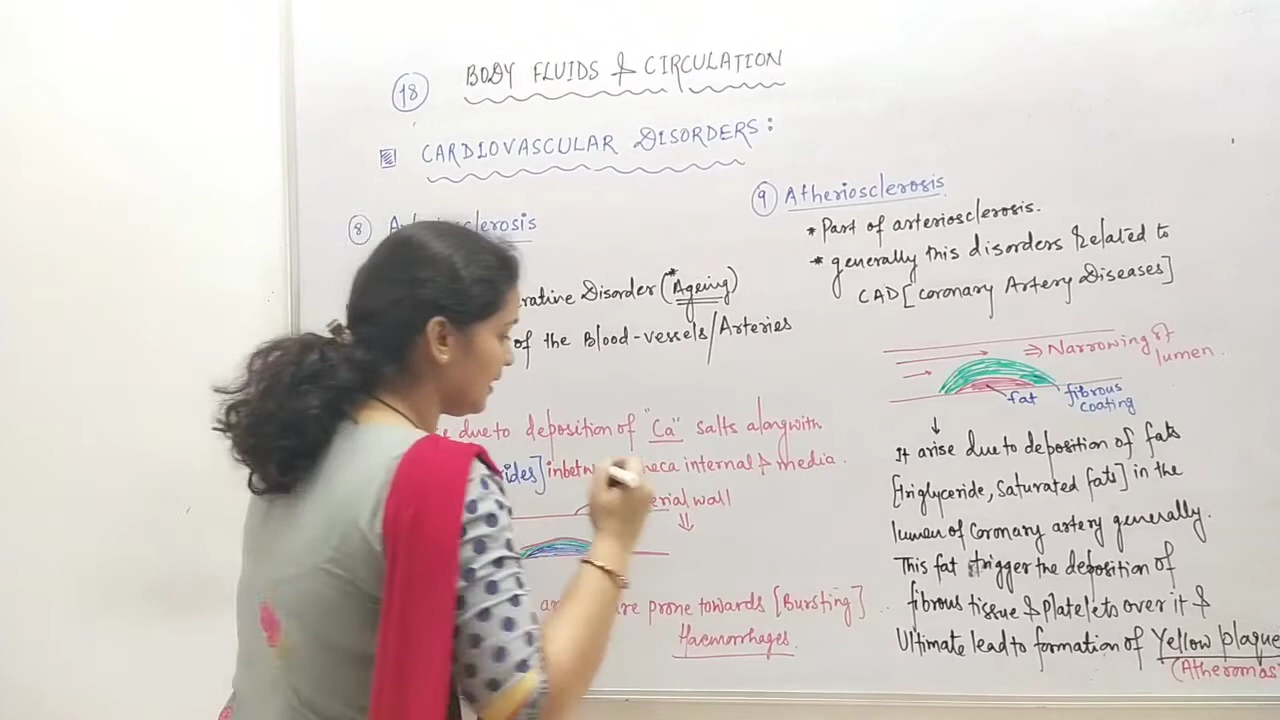 18 BODY FLUIDS & CIRCULATION
CARDIOVASCULAR DISORDERS:
8 sclerosis
rative Disorder (*Ageing)
of the Blood-vessels/Arteries
due to deposition of "Ca" salts alongwith
rides] inbetw internal & media.
erial wall
⇓
are prone towards [Bursting]
Haemorrhages.
9 Atheriosclerosis
* Part of arteriosclerosis.
* generally this disorders Related to
CAD [Coronary Artery Diseases]
⇒ Narrowing of
lumen
fat fibrous
coating
↓
It arise due to deposition of fats
[triglyceride, saturated fats] in the
lumen of coronary artery generally.
This fat trigger the deposition of
fibrous tissue & platelets over it &
Ultimate lead to formation of Yellow plaque
(Atheromas